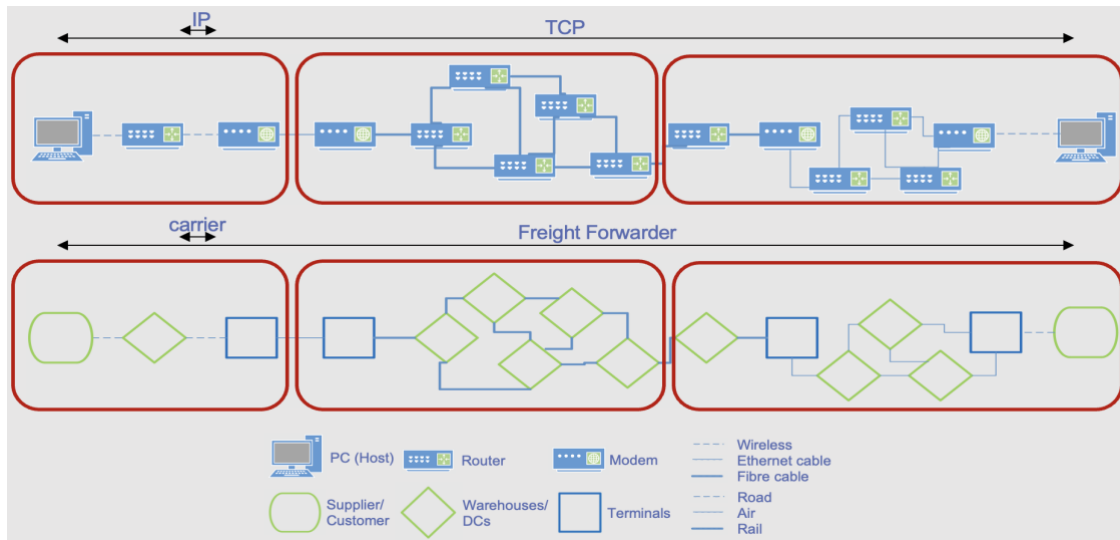 IP
TCP
carrier
Freight Forwarder
PC (Host)
Router
Modem
Wireless
Ethernet cable
Fibre cable
Supplier/
Customer
Warehouses/
DCs
Terminals
Road
Air
Rail